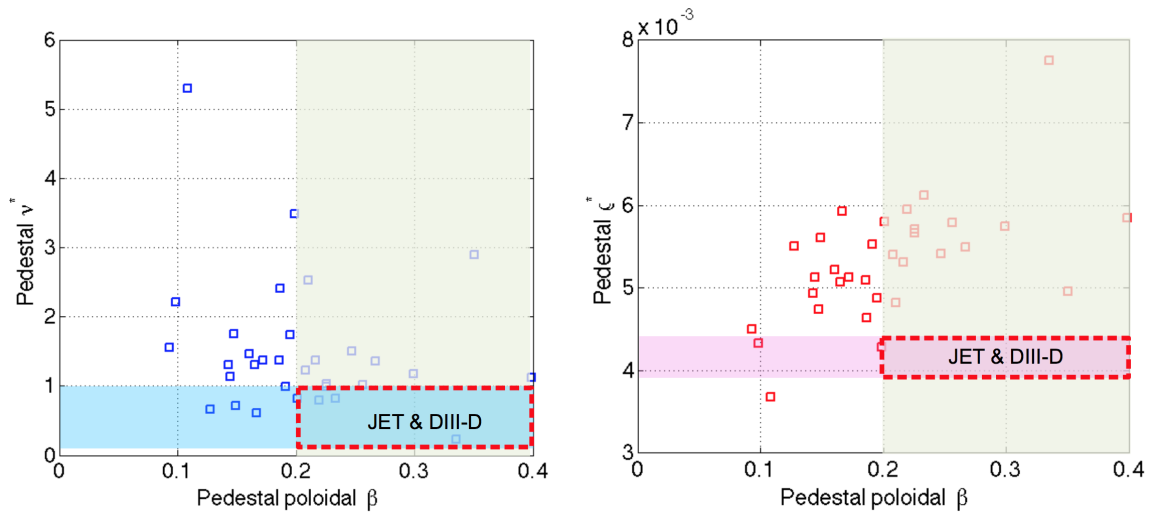 6
5
4
3
2
1
0
Pedestal ν*
JET & DIII-D
0 0.1 0.2 0.3 0.4
Pedestal poloidal β
8 x 10 -3
7
6
5
4
3
Pedestal ϱ*
JET & DIII-D
0 0.1 0.2 0.3 0.4
Pedestal poloidal β